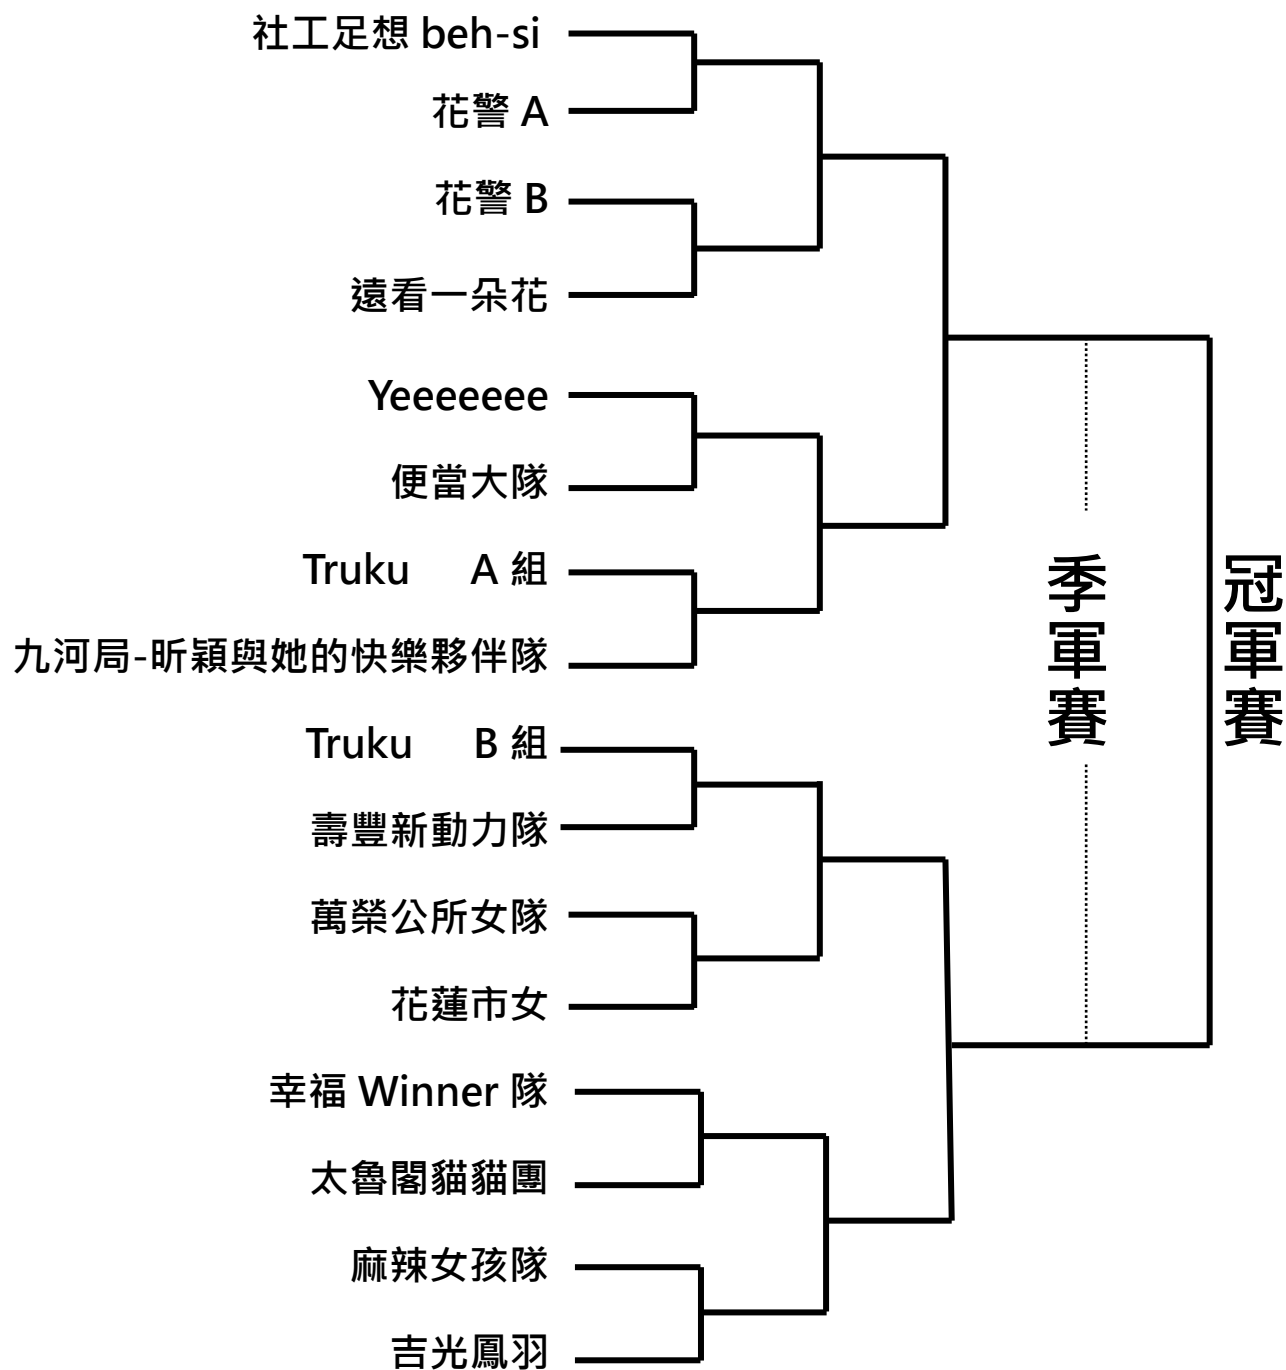 社工足想 beh-si
花警 A
花警 B
遠看一朵花
Yeeeeeee
便當大隊
Truku A 組
九河局-昕穎與她的快樂夥伴隊
Truku B 組
壽豐新動力隊
萬榮公所女隊
花蓮市女
幸福 Winner 隊
太魯閣貓貓團
麻辣女孩隊
吉光鳳羽
季軍賽
冠軍賽